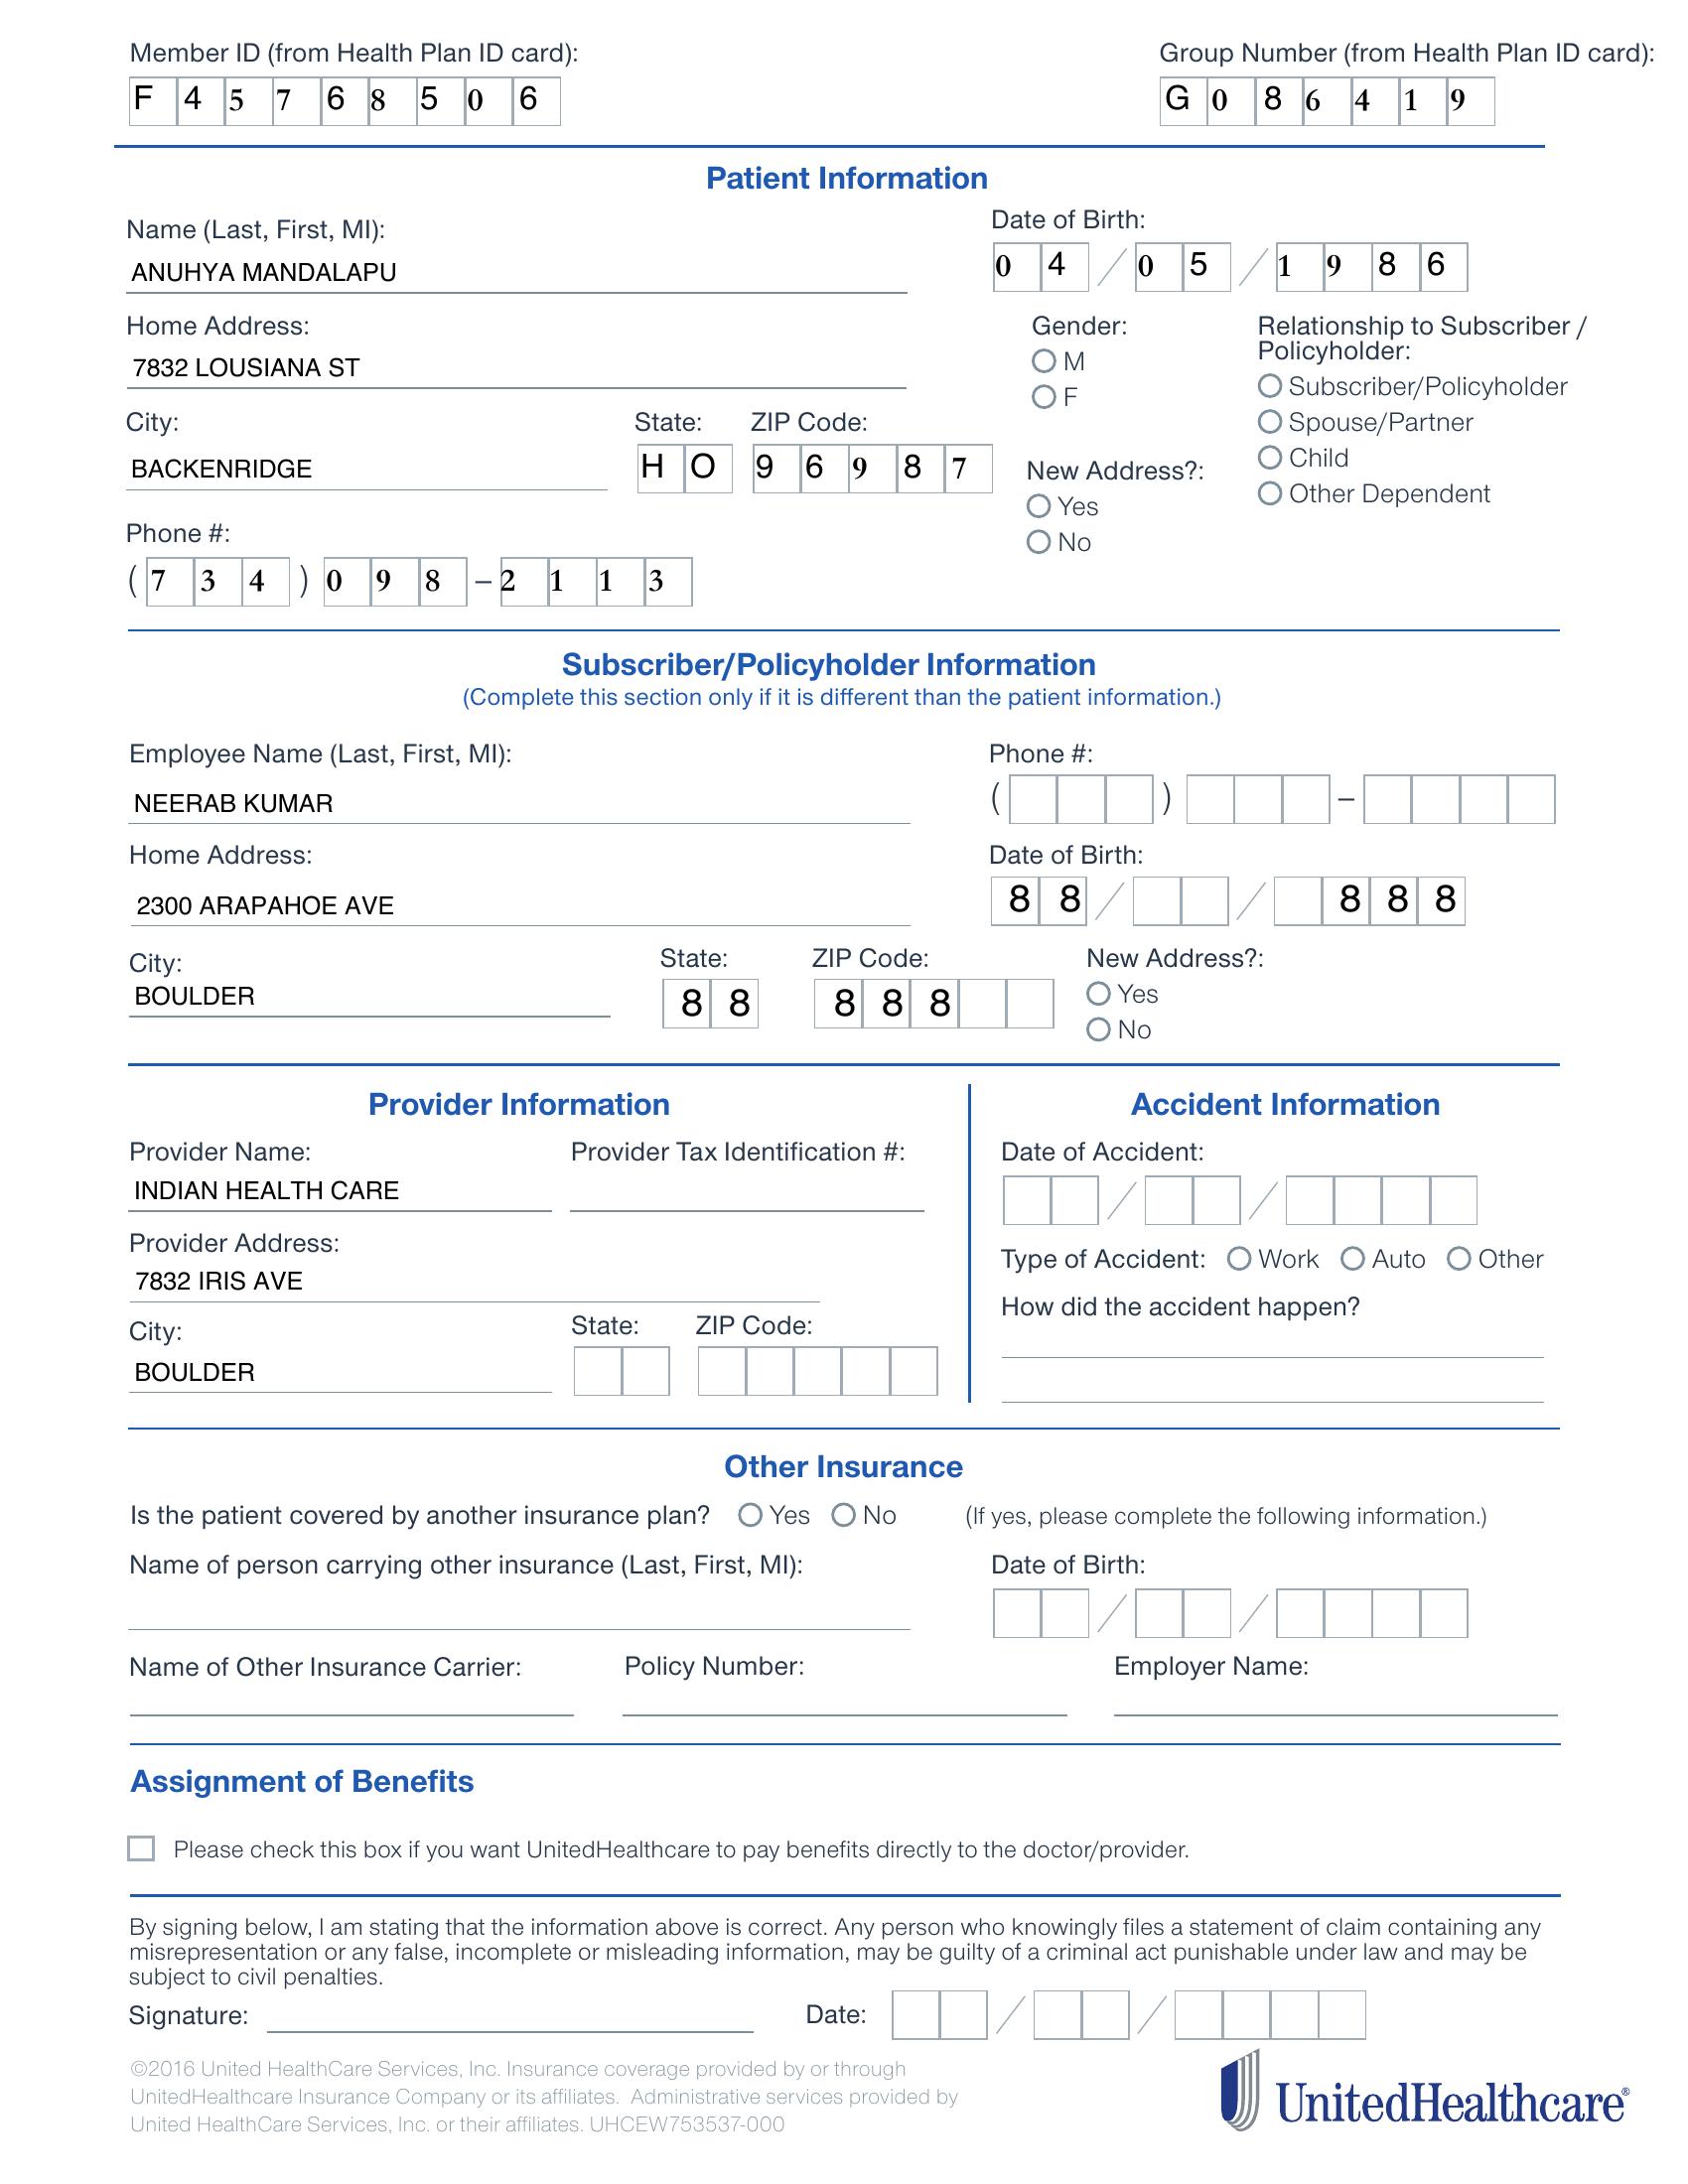 Member ID (from Health Plan ID card): Group Number (from Health Plan ID card):
F 4 5 7 6 8 5 0 6 G 0 8 6 4 1 9
Patient Information
Name (Last, First, MI): Date of Birth:
ANUHYA MANDALAPU 0 4 / 0 5 / 1 9 8 6
Home Address: Gender: Relationship to Subscriber / Policyholder:
7832 LOUSIANA ST M Subscriber/Policyholder
F Spouse/Partner
City: State: ZIP Code: Child
BACKENRIDGE H O 9 6 9 8 7 New Address?: Other Dependent
Yes
Phone #: No
( 7 3 4 ) 0 9 8 – 2 1 1 3
Subscriber/Policyholder Information
(Complete this section only if it is different than the patient information.)
Employee Name (Last, First, MI): Phone #:
NEERAB KUMAR ( ) –
Home Address: Date of Birth:
2300 ARAPAHOE AVE 8 8 / / 8 8 8
City: State: ZIP Code: New Address?:
BOULDER 8 8 8 8 8 Yes
No
Provider Information
Provider Name: Provider Tax Identification #:
INDIAN HEALTH CARE
Provider Address:
7832 IRIS AVE
City: State: ZIP Code:
BOULDER
Accident Information
Date of Accident:
/ /
Type of Accident: Work Auto Other
How did the accident happen?
Other Insurance
Is the patient covered by another insurance plan? Yes No (If yes, please complete the following information.)
Name of person carrying other insurance (Last, First, MI): Date of Birth:
/ /
Name of Other Insurance Carrier: Policy Number: Employer Name:
Assignment of Benefits
Please check this box if you want UnitedHealthcare to pay benefits directly to the doctor/provider.
By signing below, I am stating that the information above is correct. Any person who knowingly files a statement of claim containing any
misrepresentation or any false, incomplete or misleading information, may be guilty of a criminal act punishable under law and may be
subject to civil penalties.
Signature: Date: / /
©2016 United HealthCare Services, Inc. Insurance coverage provided by or through
UnitedHealthcare Insurance Company or its affiliates. Administrative services provided by
United HealthCare Services, Inc. or their affiliates. UHCEW753537-000
UnitedHealthcare®